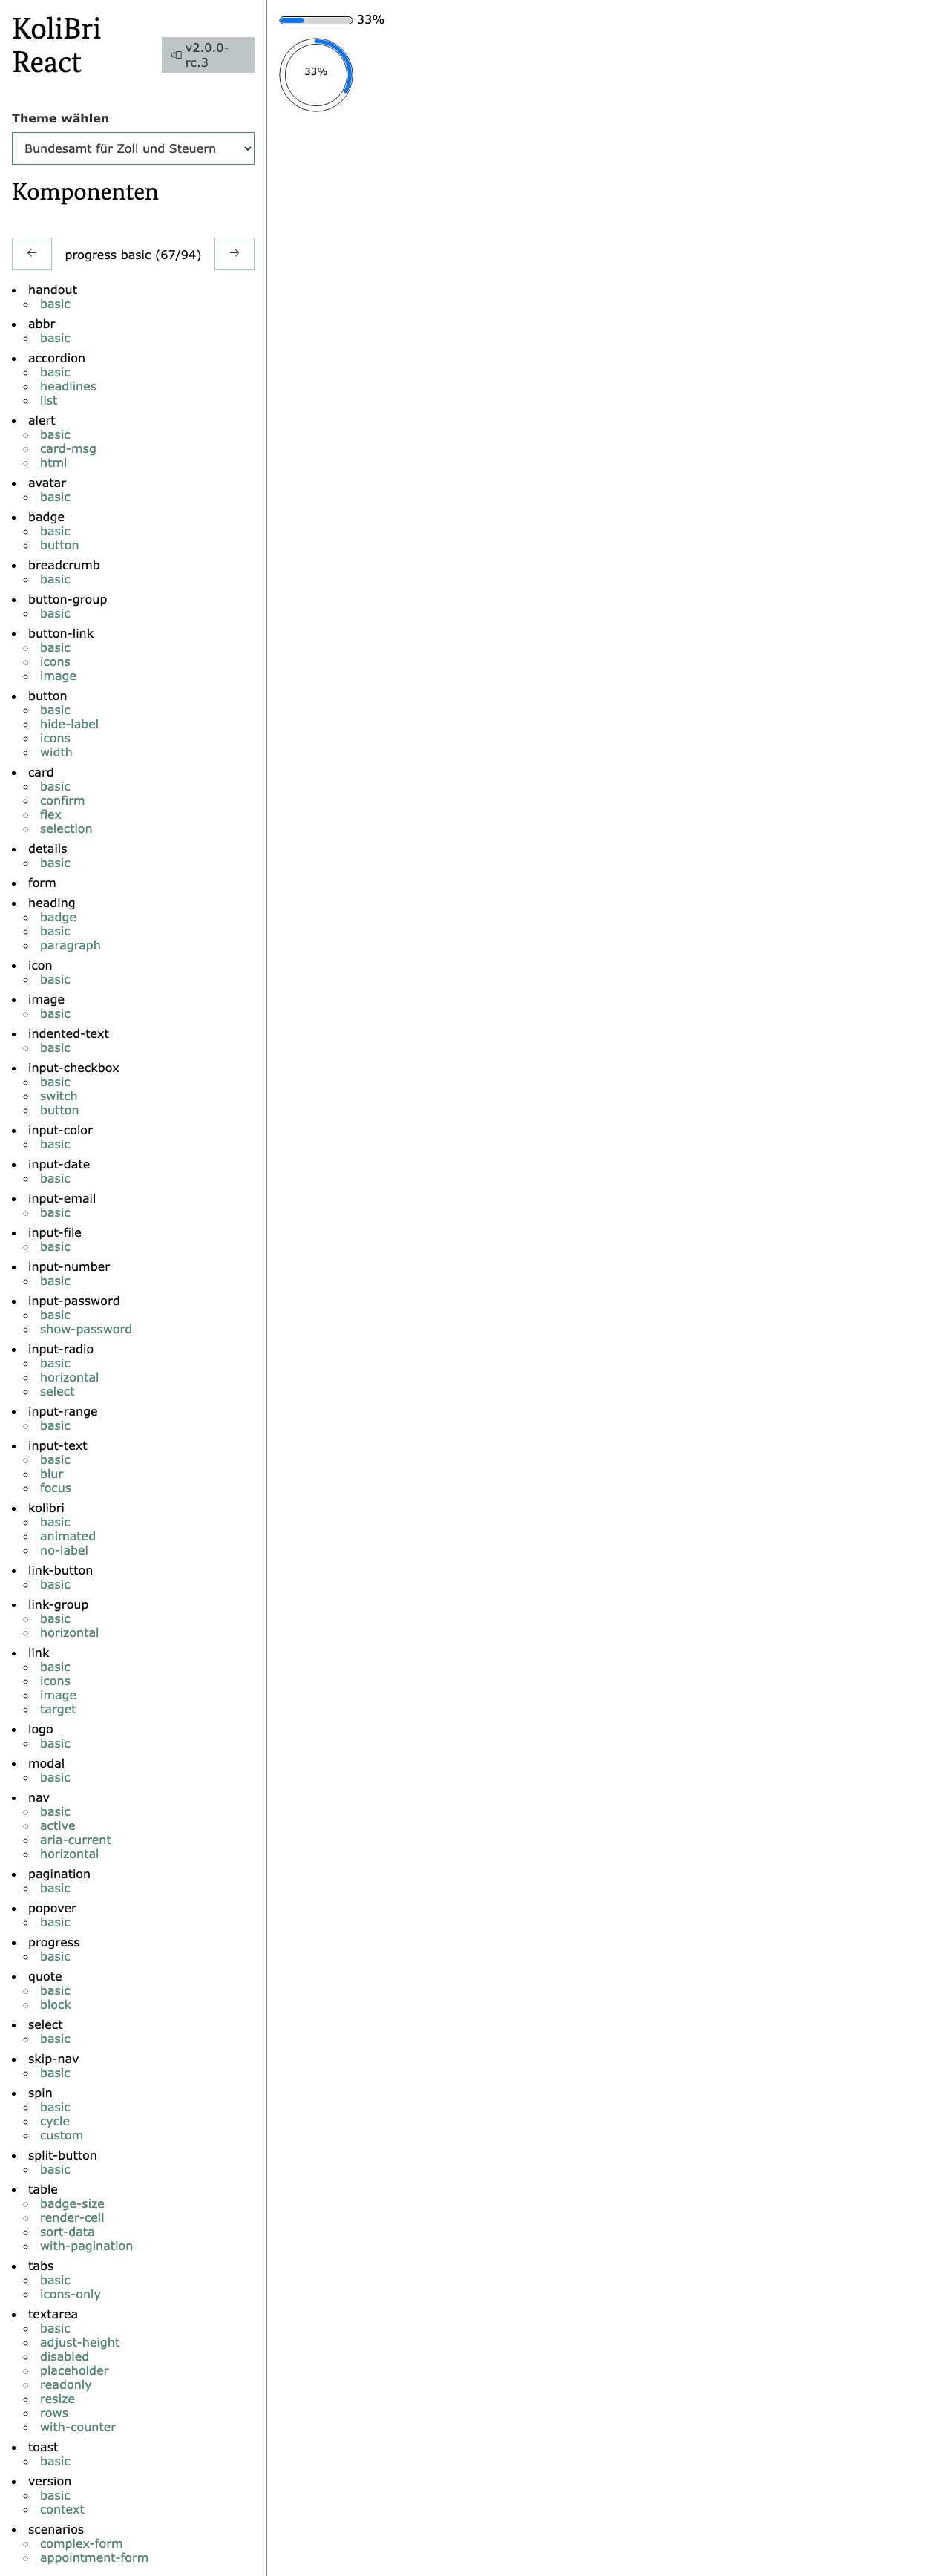 KoliBri
React
v2.0.0-
rc.3
Theme wählen
Bundesamt für Zoll und Steuern
Komponenten
← progress basic (67/94) →
handout
basic
abbr
basic
accordion
basic
headlines
list
alert
basic
card-msg
html
avatar
basic
badge
basic
button
breadcrumb
basic
button-group
basic
button-link
basic
icons
image
button
basic
hide-label
icons
width
card
basic
confirm
flex
selection
details
basic
form
heading
badge
basic
paragraph
icon
basic
image
basic
indented-text
basic
input-checkbox
basic
switch
button
input-color
basic
input-date
basic
input-email
basic
input-file
basic
input-number
basic
input-password
basic
show-password
input-radio
basic
horizontal
select
input-range
basic
input-text
basic
blur
focus
kolibri
basic
animated
no-label
link-button
basic
link-group
basic
horizontal
link
basic
icons
image
target
logo
basic
modal
basic
nav
basic
active
aria-current
horizontal
pagination
basic
popover
basic
progress
basic
quote
basic
block
select
basic
skip-nav
basic
spin
basic
cycle
custom
split-button
basic
table
badge-size
render-cell
sort-data
with-pagination
tabs
basic
icons-only
textarea
basic
adjust-height
disabled
placeholder
readonly
resize
rows
with-counter
toast
basic
version
basic
context
scenarios
complex-form
appointment-form
33%
33%